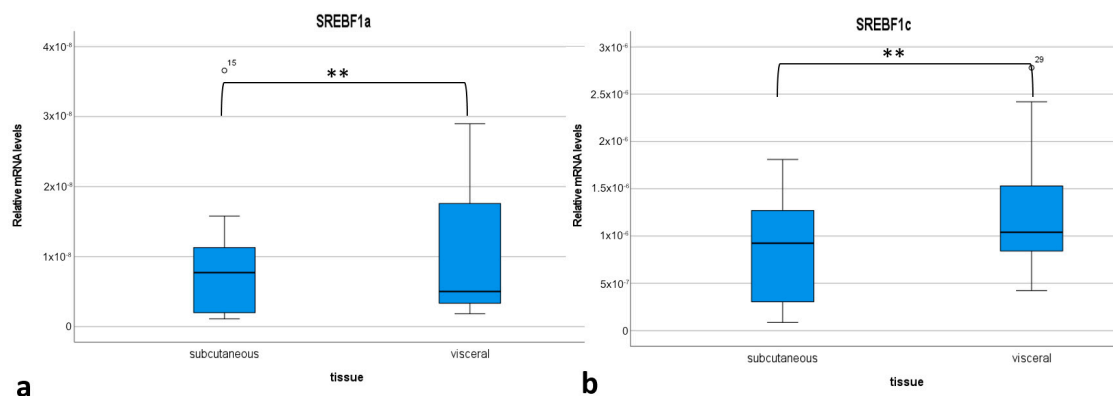 SREBF1a
4x10⁻⁸
3x10⁻⁸
2x10⁻⁸
1x10⁻⁸
0
Relative mRNA levels
15
**
subcutaneous
visceral
tissue
a
SREBF1c
3x10⁻⁶
2.5x10⁻⁶
2x10⁻⁶
1.5x10⁻⁶
1x10⁻⁶
5x10⁻⁷
0
Relative mRNA levels
**
29
subcutaneous
visceral
tissue
b